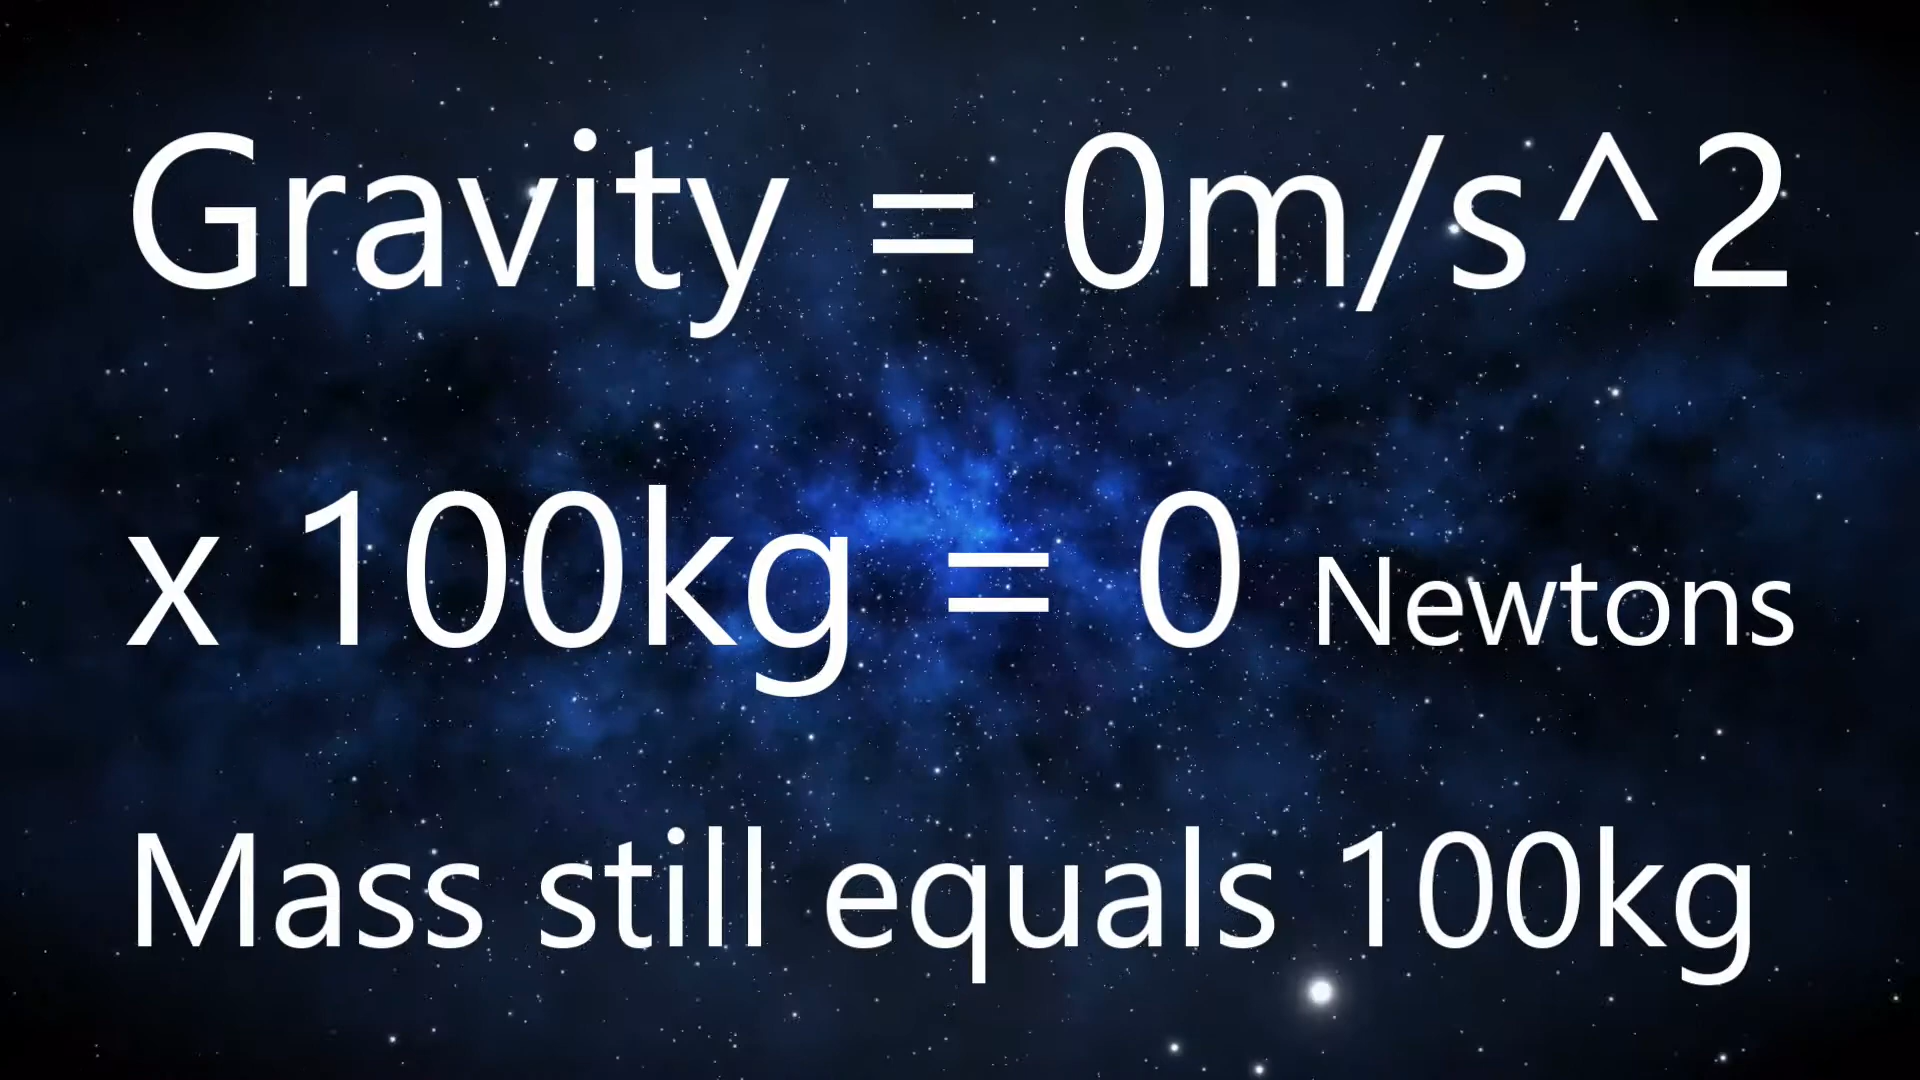 Gravity = 0m/s^2
x 100kg = 0 Newtons
Mass still equals 100kg